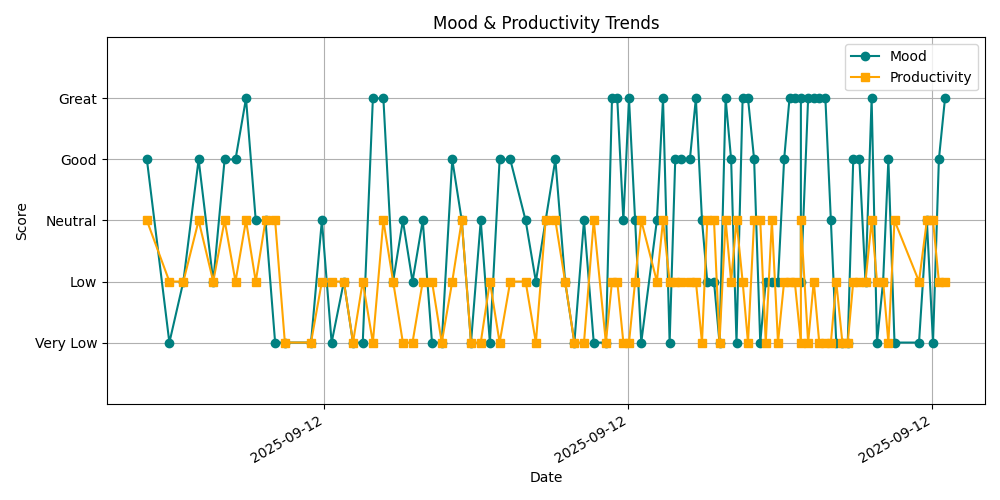 Mood & Productivity Trends
Mood
Productivity
Great
Good
Neutral
Low
Very Low
Score
2025-09-12
2025-09-12
2025-09-12
Date